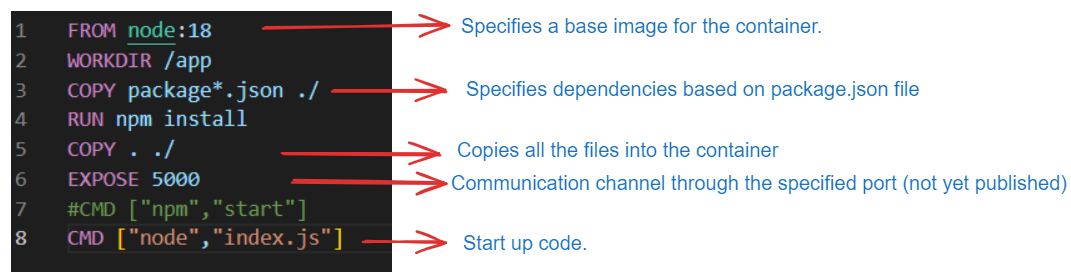 1 FROM node:18 Specifies a base image for the container.
2 WORKDIR /app
3 COPY package*.json ./ Specifies dependencies based on package.json file
4 RUN npm install
5 COPY . ./ Copies all the files into the container
6 EXPOSE 5000 Communication channel through the specified port (not yet published)
7 #CMD ["npm","start"]
8 CMD ["node","index.js"] Start up code.